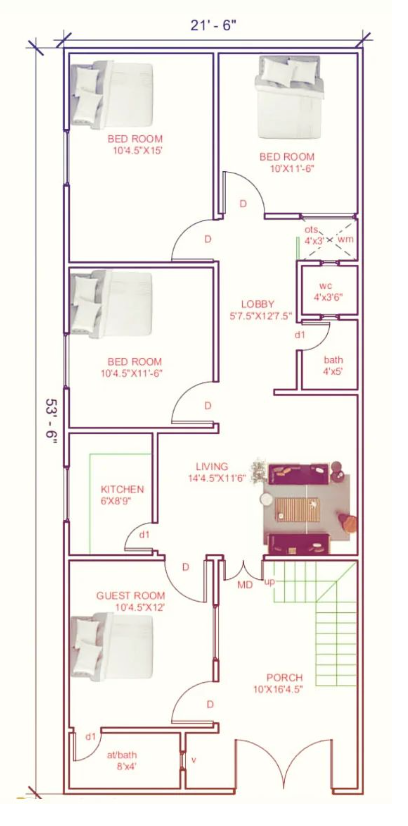 21' - 6"
BED ROOM
10'4.5"X15'
BED ROOM
10'X11'-6"
D
D
ots
4'x3'
wm
wc
4'x3'6"
LOBBY
5'7.5"X12'7.5"
d1
bath
4'x5'
BED ROOM
10'4.5"X11'-6"
D
53' - 6"
LIVING
14'4.5"X11'6"
KITCHEN
6'X8'9"
d1
D
MD
up
GUEST ROOM
10'4.5"X12'
PORCH
10'X16'4.5"
D
d1
at/bath
8'x4'
v